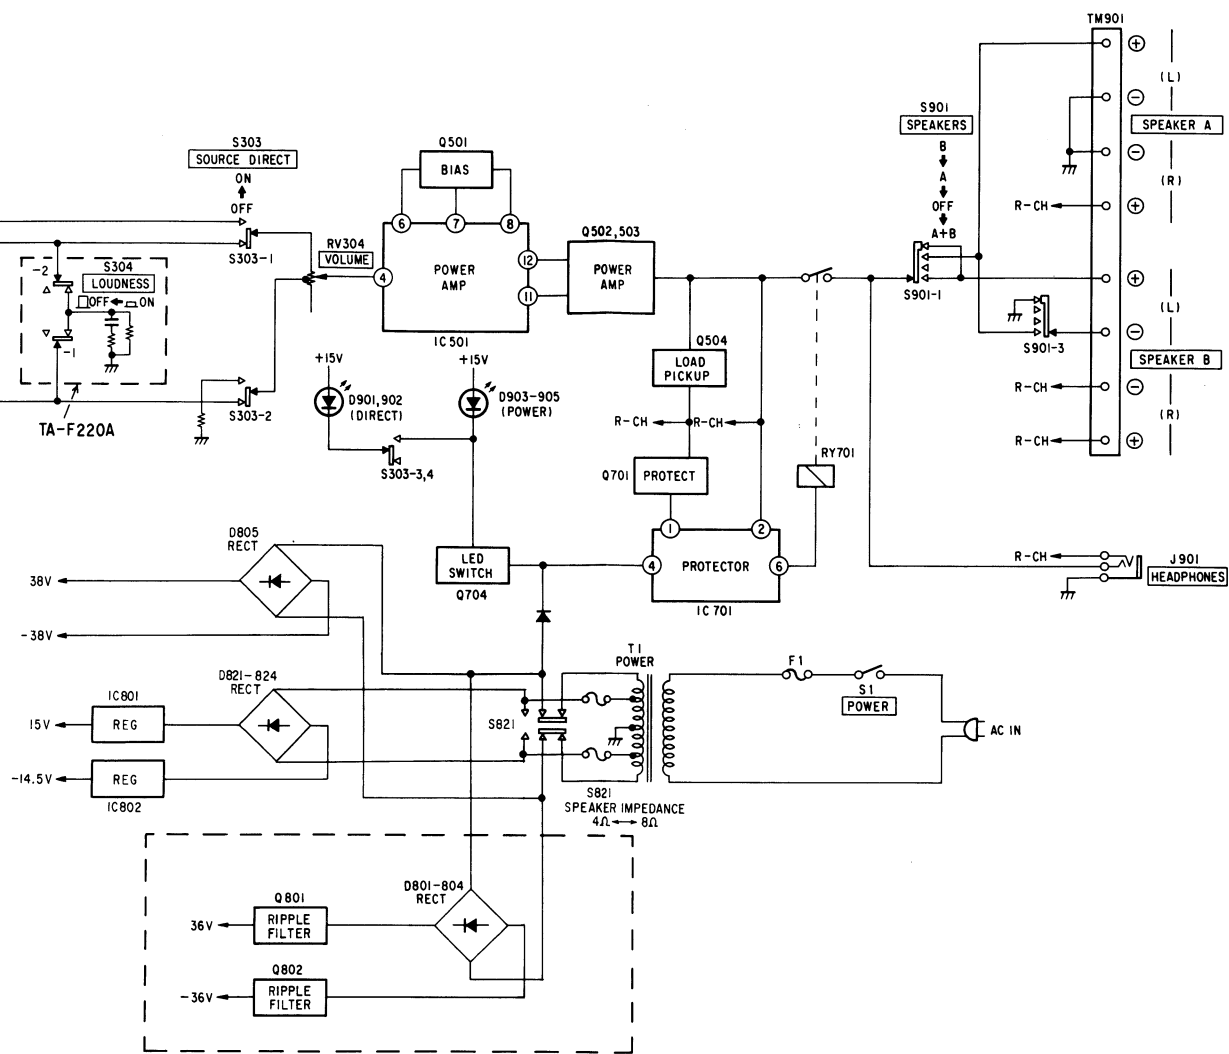 TM901
+
(L)
−
S901
SPEAKERS
SPEAKER A
B
A
OFF
A+B
−
(R)
R-CH
+
S901-1
+
(L)
S901-3
−
SPEAKER B
R-CH
−
(R)
R-CH
+
S303
SOURCE DIRECT
ON
OFF
S303-1
Q501
BIAS
6
7
8
RV304
VOLUME
4
POWER
AMP
12
11
IC501
Q502,503
POWER
AMP
-2
S304
LOUDNESS
OFF
ON
-1
TA-F220A
S303-2
+15V
D901,902
(DIRECT)
+15V
D903-905
(POWER)
S303-3,4
Q504
LOAD
PICKUP
R-CH
R-CH
Q701
PROTECT
RY701
1
2
4
PROTECTOR
6
IC701
LED
SWITCH
Q704
R-CH
J901
HEADPHONES
D805
RECT
38V
-38V
D821-824
RECT
IC801
15V
REG
-14.5V
REG
IC802
S821
T1
POWER
F1
S1
POWER
AC IN
S821
SPEAKER IMPEDANCE
4Ω
8Ω
D801-804
RECT
Q801
36V
RIPPLE
FILTER
Q802
-36V
RIPPLE
FILTER